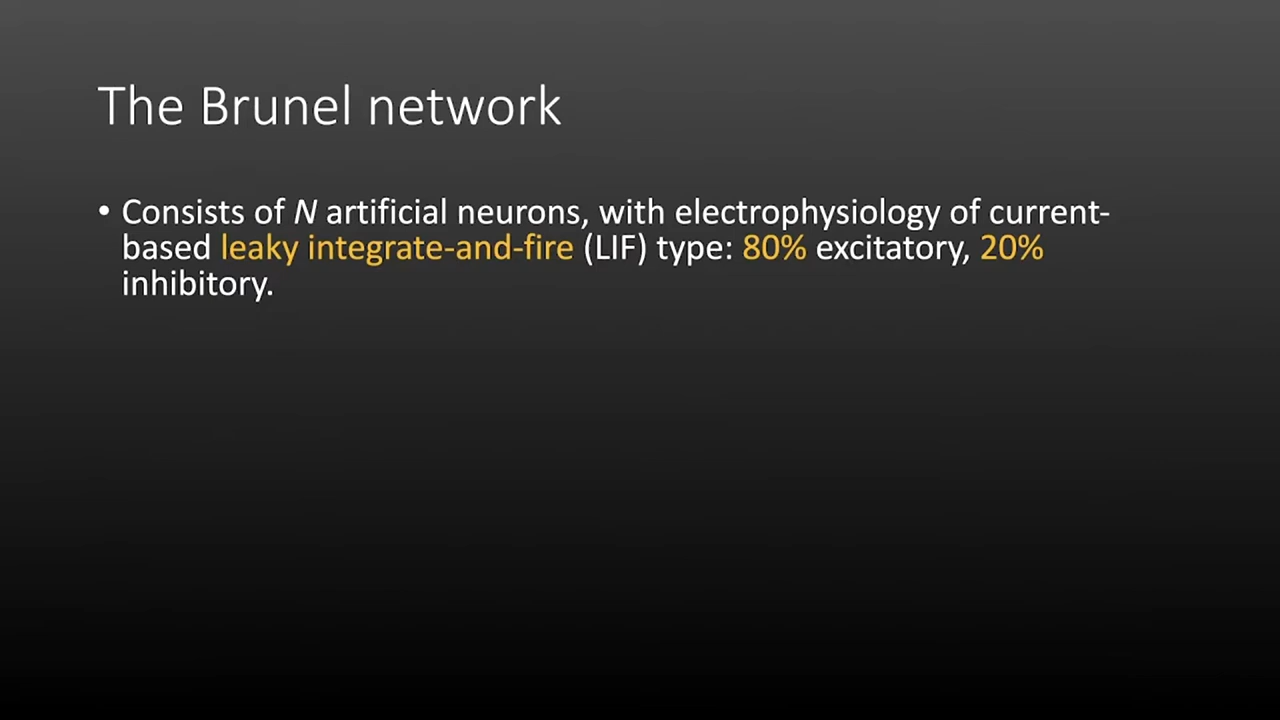 The Brunel network
• Consists of N artificial neurons, with electrophysiology of current-
based leaky integrate-and-fire (LIF) type: 80% excitatory, 20%
inhibitory.